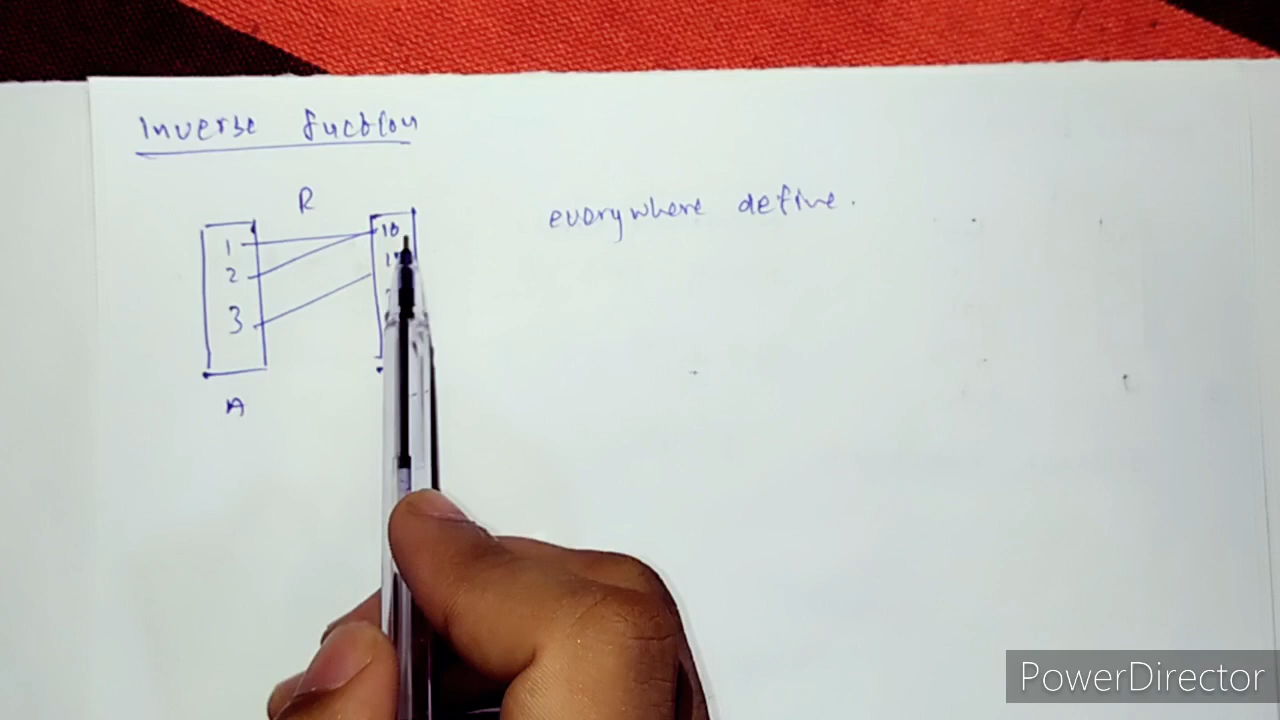 Inverse fuction
R
everywhere define.
1
2
3
10
A
PowerDirector